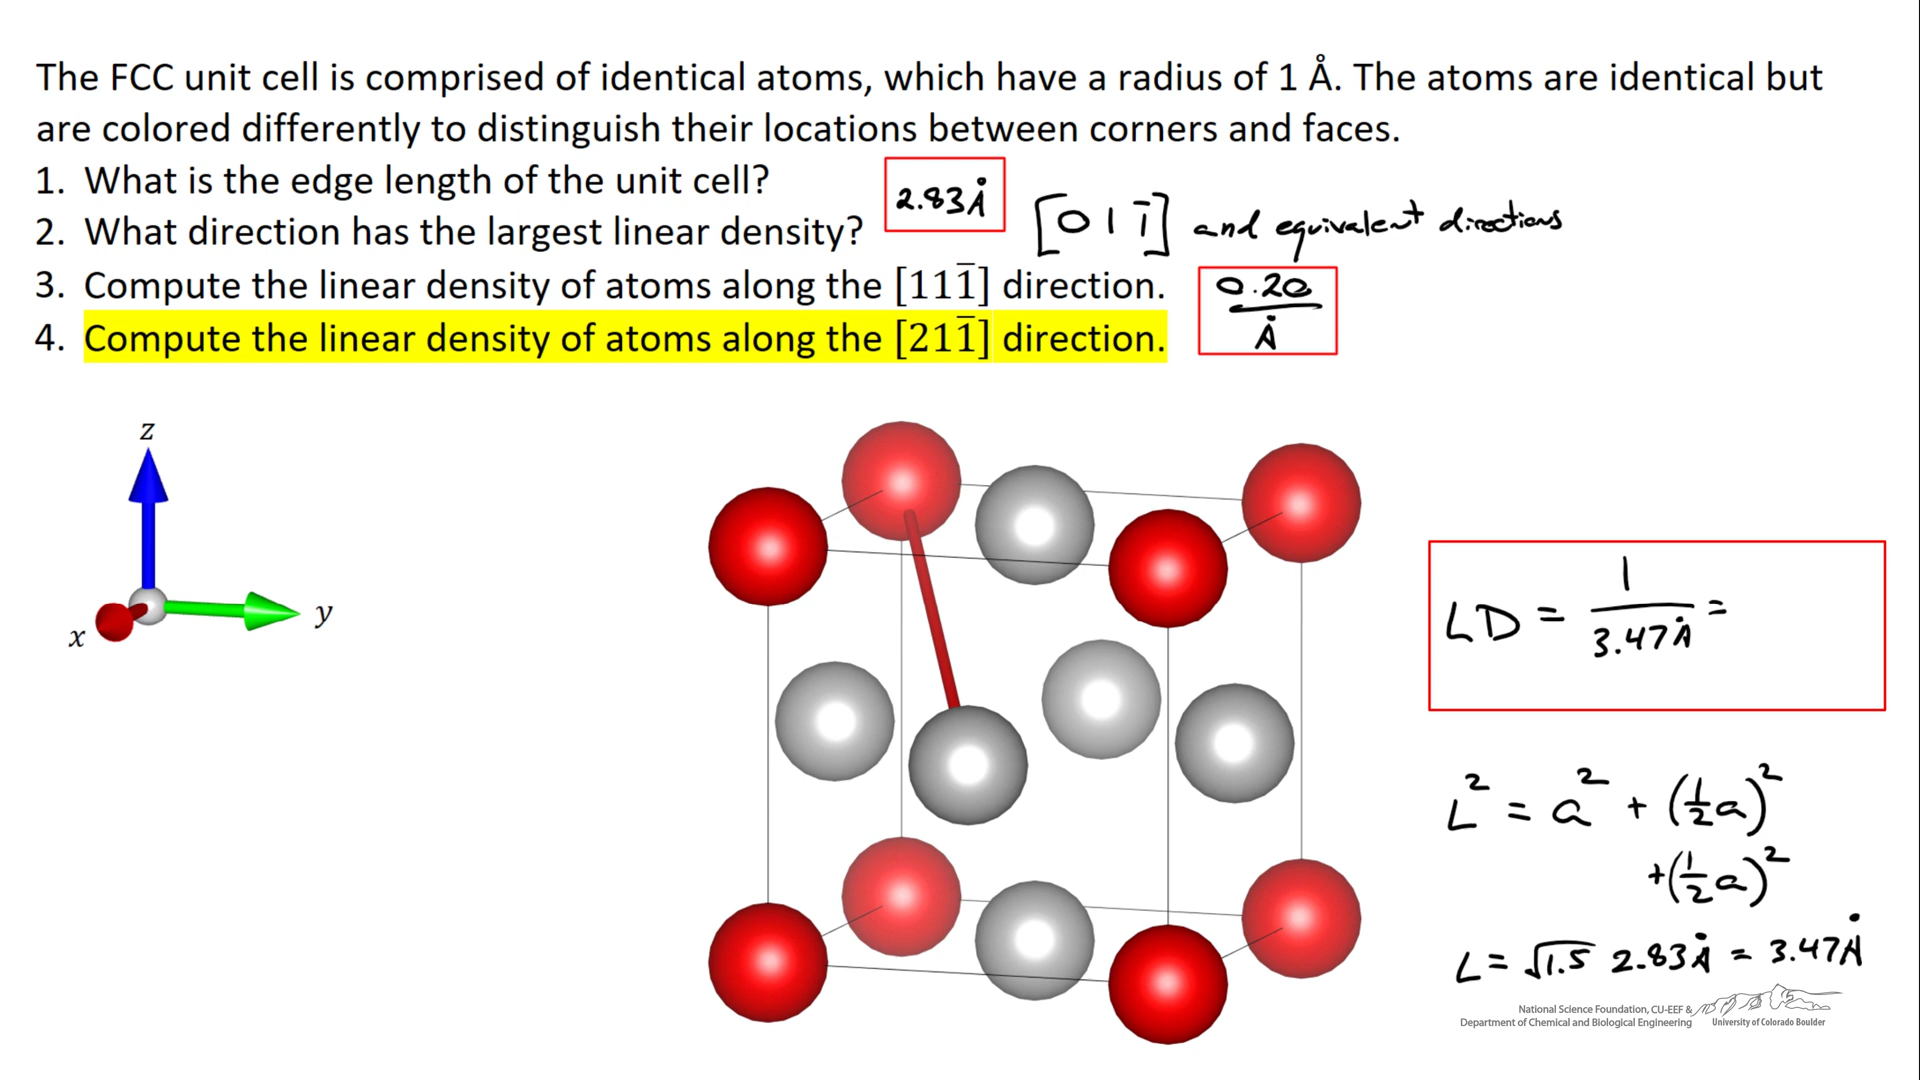 The FCC unit cell is comprised of identical atoms, which have a radius of 1 Å. The atoms are identical but
are colored differently to distinguish their locations between corners and faces.
1. What is the edge length of the unit cell? 2.83Å
2. What direction has the largest linear density? [0 1 1̅] and equivalent directions
3. Compute the linear density of atoms along the [111̅] direction. 0.20/Å
4. Compute the linear density of atoms along the [211̅] direction.
z
y
x
LD = 1/3.47Å =
L² = a² + (½a)²
+(½a)²
L = √1.5 2.83Å = 3.47Å
National Science Foundation, CU-EEF &
Department of Chemical and Biological Engineering
University of Colorado Boulder